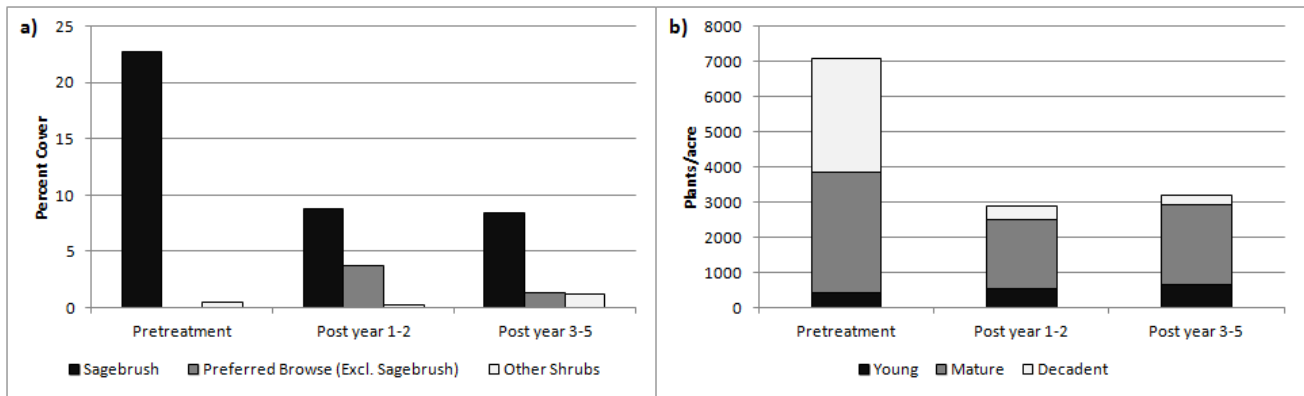 a)
25
20
15
10
5
0
Percent Cover
Pretreatment Post year 1-2 Post year 3-5
Sagebrush Preferred Browse (Excl. Sagebrush) Other Shrubs
b)
8000
7000
6000
5000
4000
3000
2000
1000
0
Plants/acre
Pretreatment Post year 1-2 Post year 3-5
Young Mature Decadent